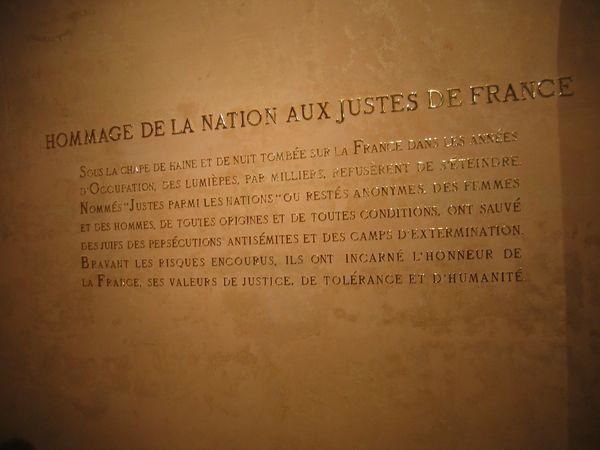 HOMMAGE DE LA NATION AUX JUSTES DE FRANCE
SOUS LA CHAPE DE HAINE ET DE NUIT TOMBÉE SUR LA FRANCE DANS LES ANNÉES
D'OCCUPATION, DES LUMIÈRES, PAR MILLIERS, REFUSÈRENT DE S'ÉTEINDRE.
NOMMÉS "JUSTES PARMI LES NATIONS" OU RESTÉS ANONYMES, DES FEMMES
ET DES HOMMES, DE TOUTES ORIGINES ET DE TOUTES CONDITIONS, ONT SAUVÉ
DES JUIFS DES PERSÉCUTIONS ANTISÉMITES ET DES CAMPS D'EXTERMINATION.
BRAVANT LES RISQUES ENCOURUS, ILS ONT INCARNÉ L'HONNEUR DE
LA FRANCE, SES VALEURS DE JUSTICE, DE TOLÉRANCE ET D'HUMANITÉ.